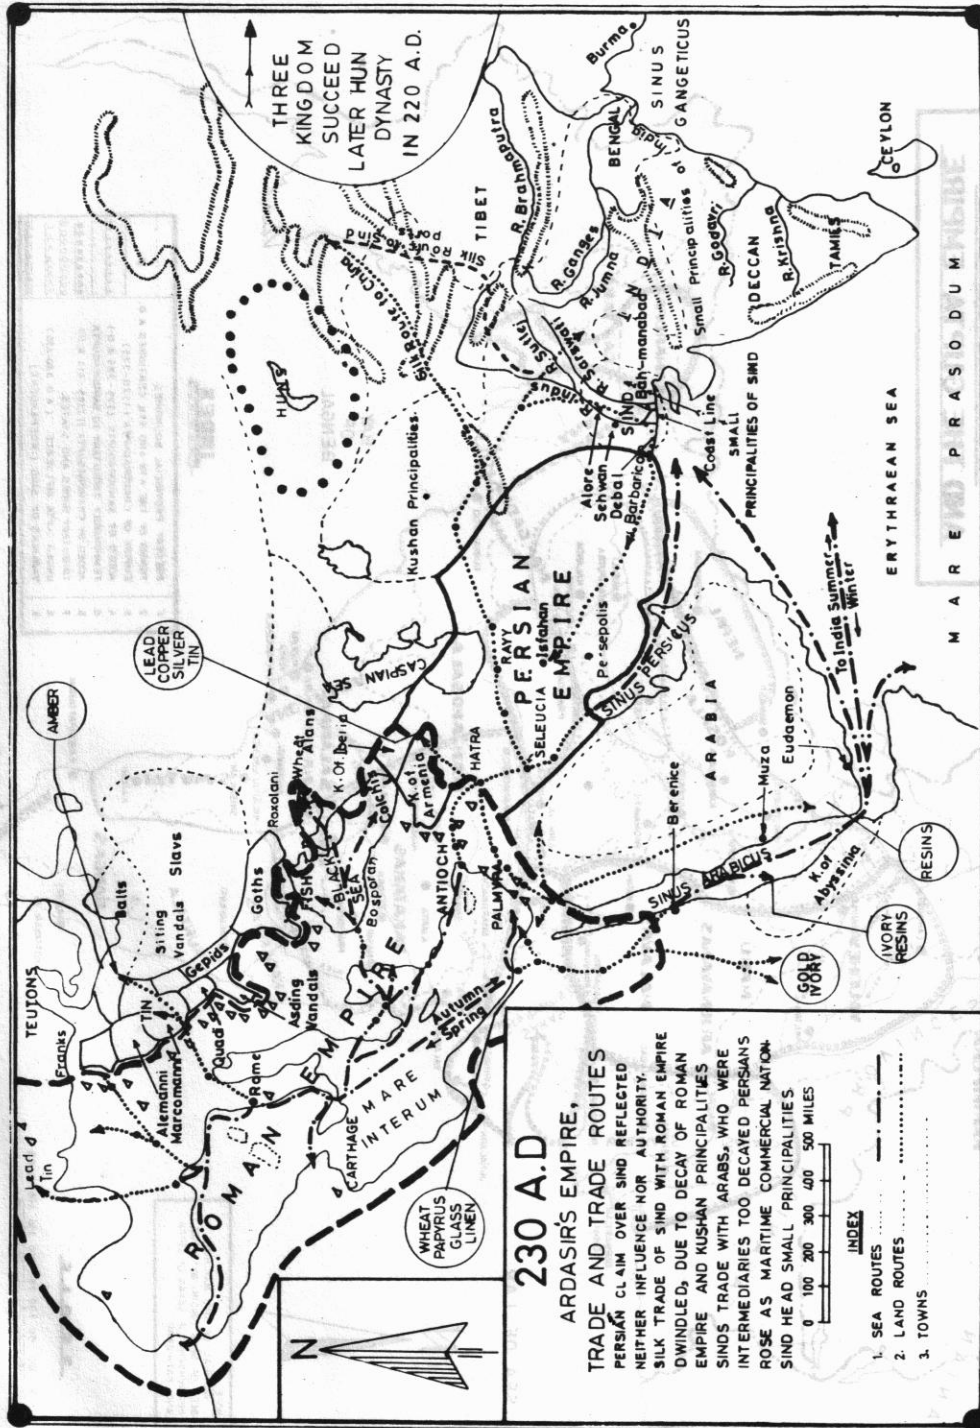 230 A.D
ARDASIR'S EMPIRE,
TRADE AND TRADE ROUTES
PERSIAN CLAIM OVER SIND REFLECTED
NEITHER INFLUENCE NOR AUTHORITY.
SILK TRADE OF SIND WITH ROMAN EMPIRE
DWINDLED, DUE TO DECAY OF ROMAN
EMPIRE AND KUSHAN PRINCIPALITIES
SINDS TRADE WITH ARABS, WHO WERE
INTERMEDIARIES TOO DECAYED PERSIANS
ROSE AS MARITIME COMMERCIAL NATION.
SIND HEAD SMALL PRINCIPALITIES
0 100 200 300 400 500 MILES
INDEX
1. SEA ROUTES
2. LAND ROUTES
3. TOWNS
N
THREE
KINGDOM
SUCCEED
LATER HUN
DYNASTY
IN 220 A.D.
AMBER
LEAD
COPPER
SILVER
TIN
WHEAT
PAPYRUS
GLASS
LINEN
GOLD
IVORY
IVORY
RESINS
RESINS
Lead
Tin
TEUTONS
Franks
Balts
Siting
Vandals
Slavs
Goths
Gepids
Asding
Vandals
Quadi
TIN
Alemanni
Marcomanni
Roxolani
Wheat
Alans
K.Of Iberia
Colchis
K. of
Armenia
FISH
BLACK
SEA
Bosporan
CASPIAN
SEA
HUNS
Kushan Principalities
Silk Route to China
Silk Route
TIBET
R. Brahmaputra
R. Ganges
R. Jumna
R. Sutlej
R. Saraswati
R. Indus
BENGAL
Burma
SINUS
GANGETICUS
INDIA
Small Principalities
DECCAN
R. Godavri
R. Krishna
TAMIES
CEYLON
Alore
Sehwan
Debal
Barbaricon
SIND
Bah-manabad
Coast Line
SMALL
PRINCIPALITIES OF SIND
PERSIAN
EMPIRE
RAYY
Isfahan
Persepolis
SELEUCIA
HATRA
SINUS PERSICUS
ARABIA
ANTIOCH
PALMYRA
Berenice
Muza
Eudaemon
SINUS ARABICUS
K.of
Abyssinia
To India Summer
Winter
ERYTHRAEAN SEA
MARE PRASODUM
ROMAN EMPIRE
Rome
CARTHAGE
MARE
INTERUM
Autumn
Spring